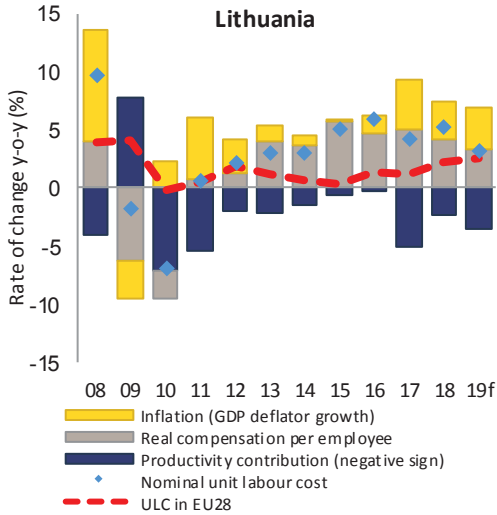 Lithuania
Rate of change y-o-y (%)
15
10
5
0
-5
-10
-15
08 09 10 11 12 13 14 15 16 17 18 19f
Inflation (GDP deflator growth)
Real compensation per employee
Productivity contribution (negative sign)
Nominal unit labour cost
ULC in EU28